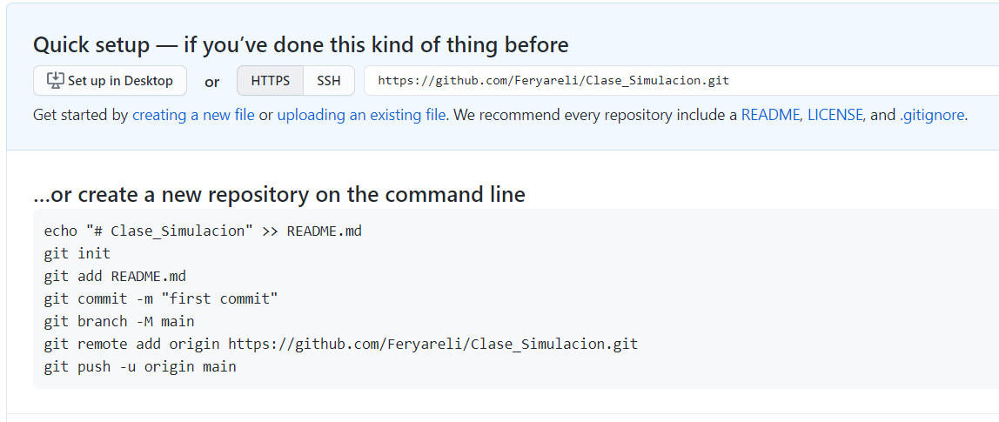 Quick setup — if you’ve done this kind of thing before
Set up in Desktop or HTTPS SSH https://github.com/Feryareli/Clase_Simulacion.git
Get started by creating a new file or uploading an existing file. We recommend every repository include a README, LICENSE, and .gitignore.
…or create a new repository on the command line
echo "# Clase_Simulacion" >> README.md
git init
git add README.md
git commit -m "first commit"
git branch -M main
git remote add origin https://github.com/Feryareli/Clase_Simulacion.git
git push -u origin main